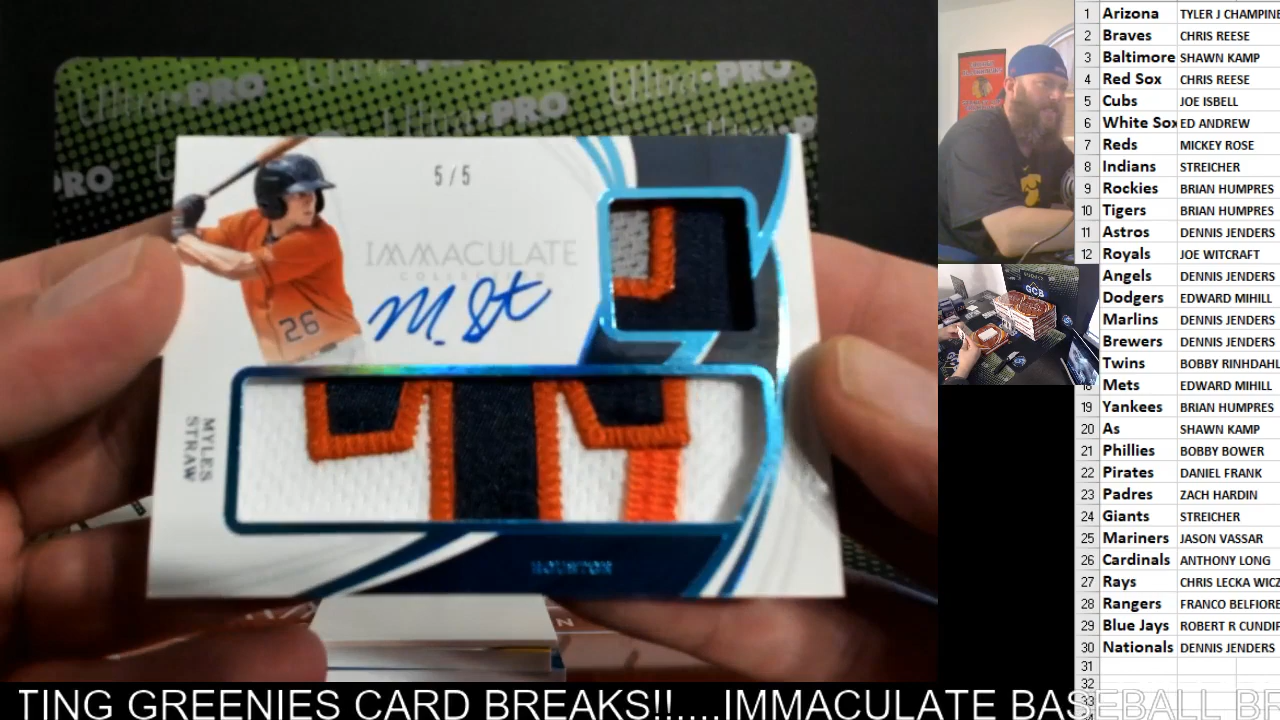 Ultra•PRO
Ultra•PRO
Ultra•PRO
PRO
5/5
IMMACULATE
COLLECTION
26
MYLES
STRAW
HOUSTON
GCB
1 Arizona TYLER J CHAMPINE
2 Braves CHRIS REESE
3 Baltimore SHAWN KAMP
4 Red Sox CHRIS REESE
5 Cubs JOE ISBELL
6 White Sox ED ANDREW
7 Reds MICKEY ROSE
8 Indians STREICHER
9 Rockies BRIAN HUMPRES
10 Tigers BRIAN HUMPRES
11 Astros DENNIS JENDERS
12 Royals JOE WITCRAFT
Angels DENNIS JENDERS
Dodgers EDWARD MIHILL
Marlins DENNIS JENDERS
Brewers DENNIS JENDERS
Twins BOBBY RINHDAHL
18 Mets EDWARD MIHILL
19 Yankees BRIAN HUMPRES
20 As SHAWN KAMP
21 Phillies BOBBY BOWER
22 Pirates DANIEL FRANK
23 Padres ZACH HARDIN
24 Giants STREICHER
25 Mariners JASON VASSAR
26 Cardinals ANTHONY LONG
27 Rays CHRIS LECKA WICZ
28 Rangers FRANCO BELFIORE
29 Blue Jays ROBERT R CUNDIF
30 Nationals DENNIS JENDERS
31
32
33
TING GREENIES CARD BREAKS!!....IMMACULATE BASEBALL BR